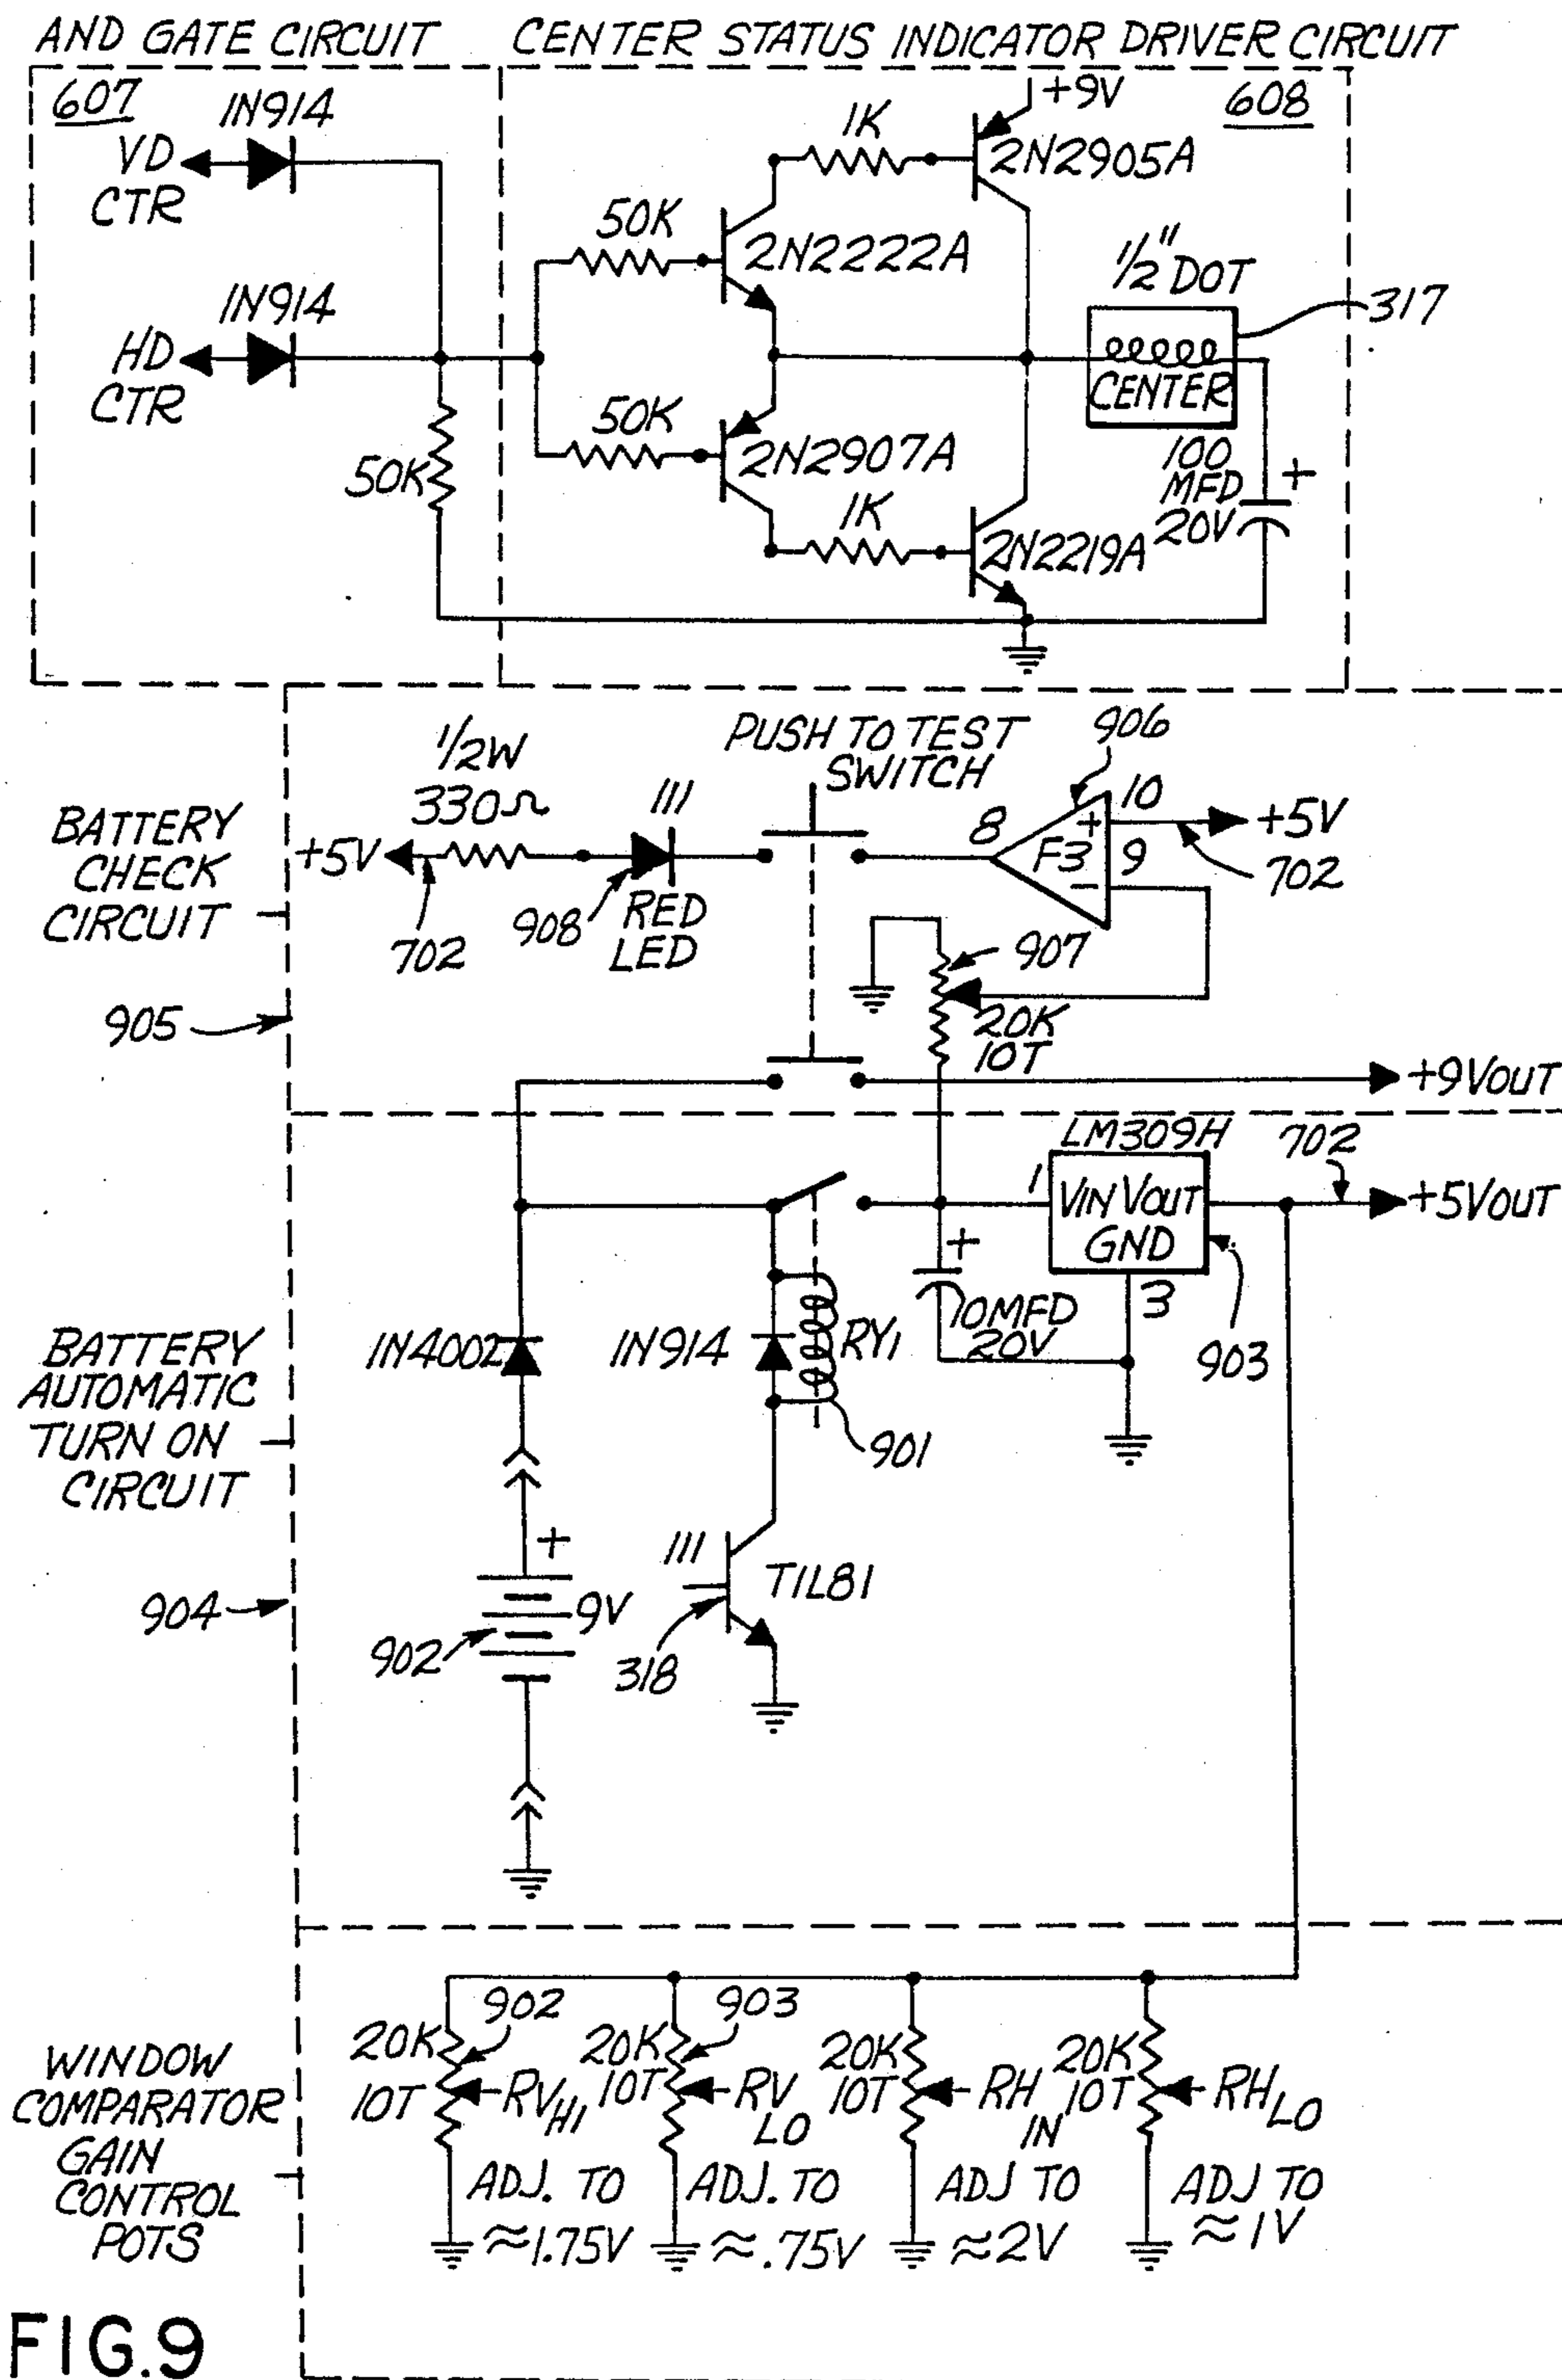 AND GATE CIRCUIT
CENTER STATUS INDICATOR DRIVER CIRCUIT
607
1N914
VD
CTR
1N914
HD
CTR
50K
608
+9V
1K
2N2905A
50K
2N2222A
1/2" DOT
317
CENTER
50K
2N2907A
100
MFD
20V
+
1K
2N2219A
BATTERY
CHECK
CIRCUIT
905
1/2W
330Ω
+5V
702
111
908
RED
LED
PUSH TO TEST
SWITCH
906
8
F3
+
-
10
9
+5V
702
907
20K
10T
+9VOUT
BATTERY
AUTOMATIC
TURN ON
CIRCUIT
904
LM309H
702
1
VIN VOUT
GND
+5VOUT
3
903
+
10MFD
20V
1N4002
1N914
RY1
901
+
9V
902
111
TIL81
318
WINDOW
COMPARATOR
GAIN
CONTROL
POTS
902
20K
10T
RVHI
ADJ. TO
≈1.75V
903
20K
10T
RV
LO
ADJ. TO
≈.75V
20K
10T
RH
IN
ADJ TO
≈2V
20K
10T
RHLO
ADJ TO
≈1V
FIG.9